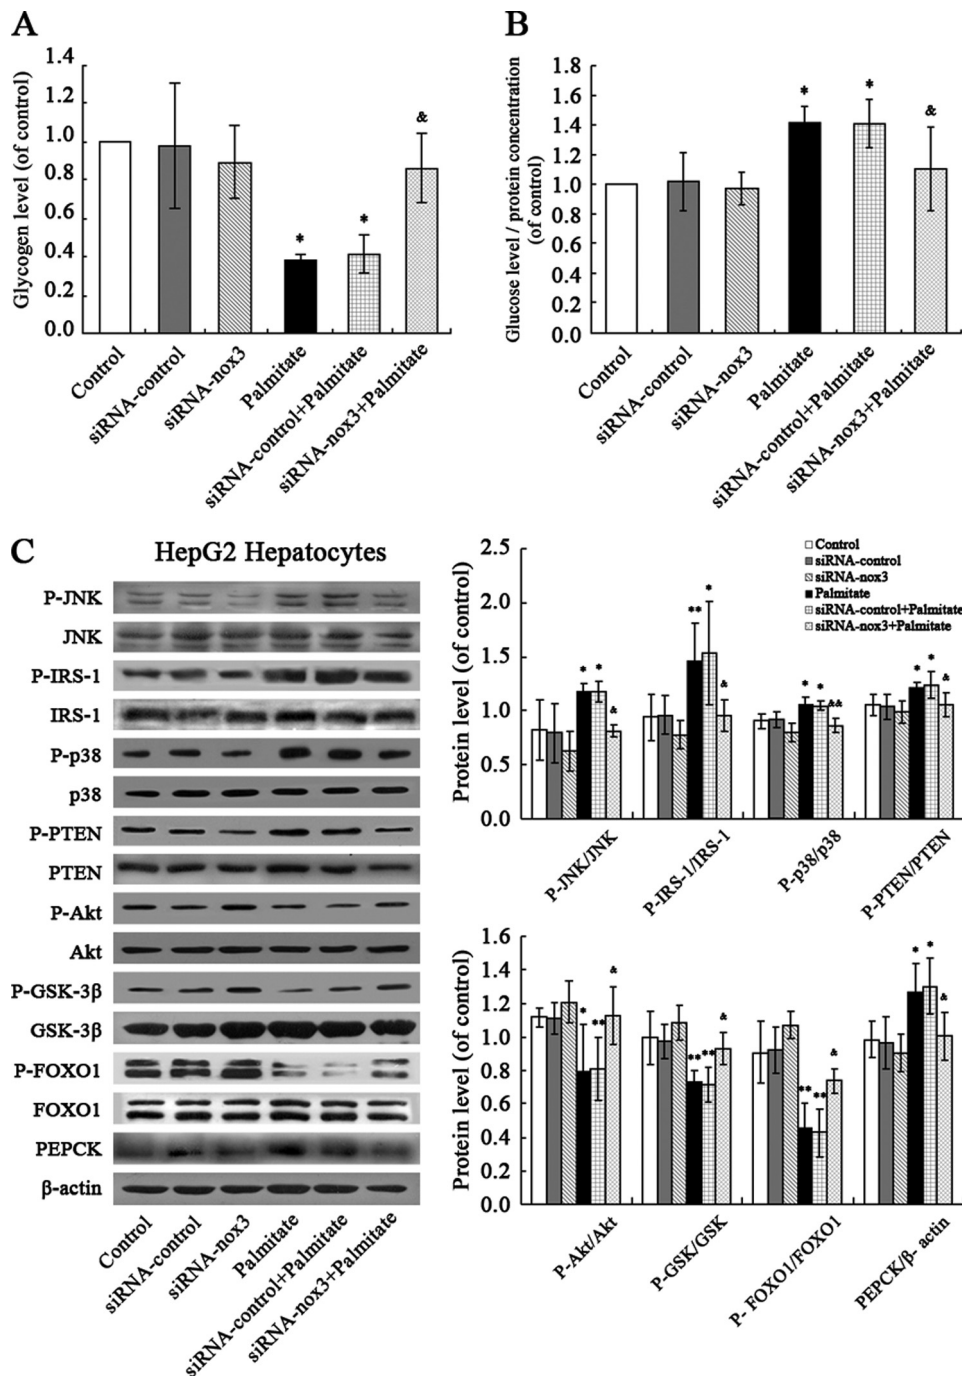 A
Glycogen level (of control)
1.4
1.2
1.0
0.8
0.6
0.4
0.2
0.0
*
*
&
Control
siRNA-control
siRNA-nox3
Palmitate
siRNA-control+Palmitate
siRNA-nox3+Palmitate
B
Glucose level / protein concentration
(of control)
1.8
1.6
1.4
1.2
1.0
0.8
0.6
0.4
0.2
0.0
*
*
&
Control
siRNA-control
siRNA-nox3
Palmitate
siRNA-control+Palmitate
siRNA-nox3+Palmitate
C
HepG2 Hepatocytes
P-JNK
JNK
P-IRS-1
IRS-1
P-p38
p38
P-PTEN
PTEN
P-Akt
Akt
P-GSK-3β
GSK-3β
P-FOXO1
FOXO1
PEPCK
β-actin
Control
siRNA-control
siRNA-nox3
Palmitate
siRNA-control+Palmitate
siRNA-nox3+Palmitate
Protein level (of control)
2.5
2.0
1.5
1.0
0.5
0.0
Control
siRNA-control
siRNA-nox3
Palmitate
siRNA-control+Palmitate
siRNA-nox3+Palmitate
* * &
** * &
* * &&
* * &
P-JNK/JNK
P-IRS-1/IRS-1
P-p38/p38
P-PTEN/PTEN
Protein level (of control)
1.6
1.4
1.2
1.0
0.8
0.6
0.4
0.2
0.0
* ** &
** ** &
** ** &
* * &
P-Akt/Akt
P-GSK/GSK
P- FOXO1/FOXO1
PEPCK/β- actin